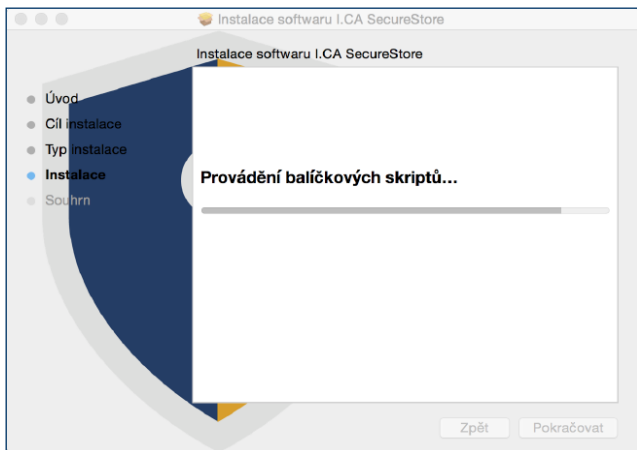 Instalace softwaru I.CA SecureStore
Instalace softwaru I.CA SecureStore
Úvod
Cíl instalace
Typ instalace
Instalace
Souhrn
Provádění balíčkových skriptů...
Zpět
Pokračovat